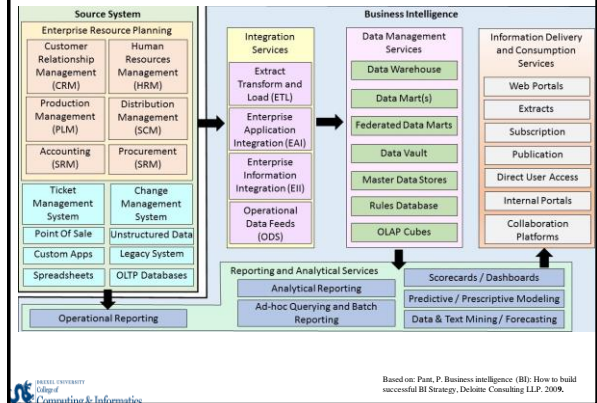 Source System
Business Intelligence
Enterprise Resource Planning
Customer
Relationship
Management
(CRM)
Human
Resources
Management
(HRM)
Production
Management
(PLM)
Distribution
Management
(SCM)
Accounting
(SRM)
Procurement
(SRM)
Ticket
Management
System
Change
Management
System
Point Of Sale
Unstructured Data
Custom Apps
Legacy System
Spreadsheets
OLTP Databases
Integration
Services
Extract
Transform and
Load (ETL)
Enterprise
Application
Integration (EAI)
Enterprise
Information
Integration (EII)
Operational
Data Feeds
(ODS)
Data Management
Services
Data Warehouse
Data Mart(s)
Federated Data Marts
Data Vault
Master Data Stores
Rules Database
OLAP Cubes
Information Delivery
and Consumption
Services
Web Portals
Extracts
Subscription
Publication
Direct User Access
Internal Portals
Collaboration
Platforms
Reporting and Analytical Services
Analytical Reporting
Ad-hoc Querying and Batch
Reporting
Scorecards / Dashboards
Predictive / Prescriptive Modeling
Data & Text Mining / Forecasting
Operational Reporting
DREXEL UNIVERSITY
College of
Computing & Informatics
Based on: Pant, P. Business intelligence (BI): How to build
successful BI Strategy, Deloitte Consulting LLP. 2009.